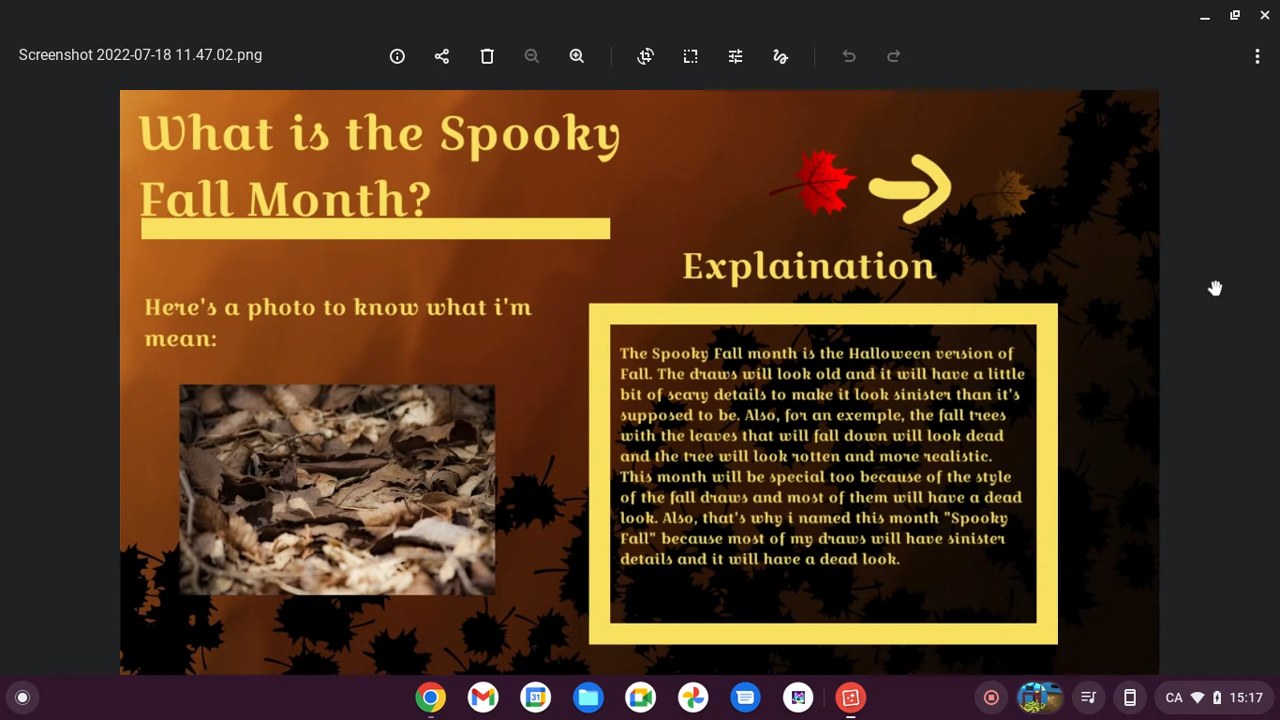 Screenshot 2022-07-18 11.47.02.png
What is the Spooky
Fall Month?
Explaination
Here's a photo to know what i'm
mean:
The Spooky Fall month is the Halloween version of
Fall. The draws will look old and it will have a little
bit of scary details to make it look sinister than it's
supposed to be. Also, for an exemple, the fall trees
with the leaves that will fall down will look dead
and the tree will look rotten and more realistic.
This month will be special too because of the style
of the fall draws and most of them will have a dead
look. Also, that's why i named this month "Spooky
Fall" because most of my draws will have sinister
details and it will have a dead look.
31
CA
15:17